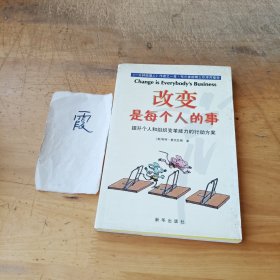 霞
Change is Everybody's Business
改变
是每个人的事
提升个人和组织变革能力的行动方案
新华出版社